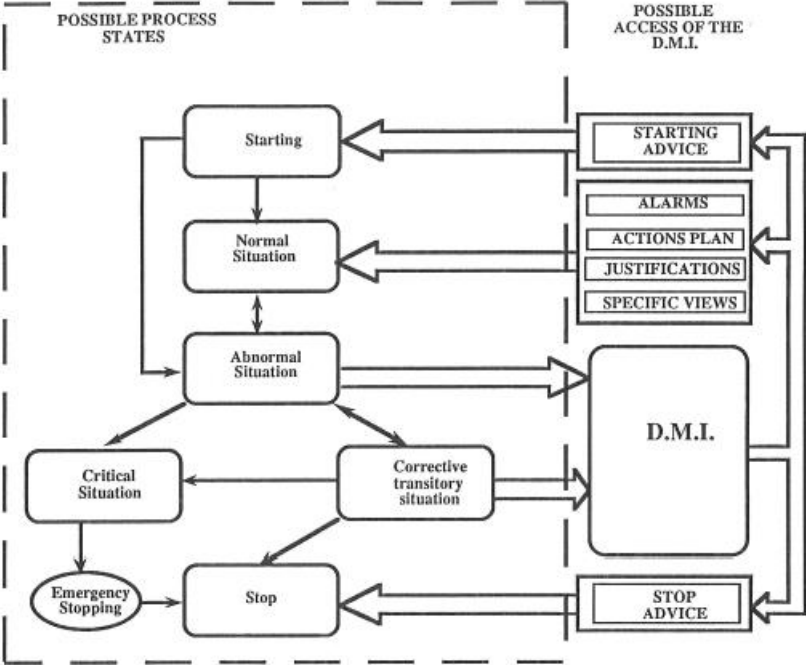 POSSIBLE PROCESS
STATES
POSSIBLE
ACCESS OF THE
D.M.I.
Starting
STARTING
ADVICE
Normal
Situation
ALARMS
ACTIONS PLAN
JUSTIFICATIONS
SPECIFIC VIEWS
Abnormal
Situation
D.M.I.
Critical
Situation
Corrective
transitory
situation
Emergency
Stopping
Stop
STOP
ADVICE